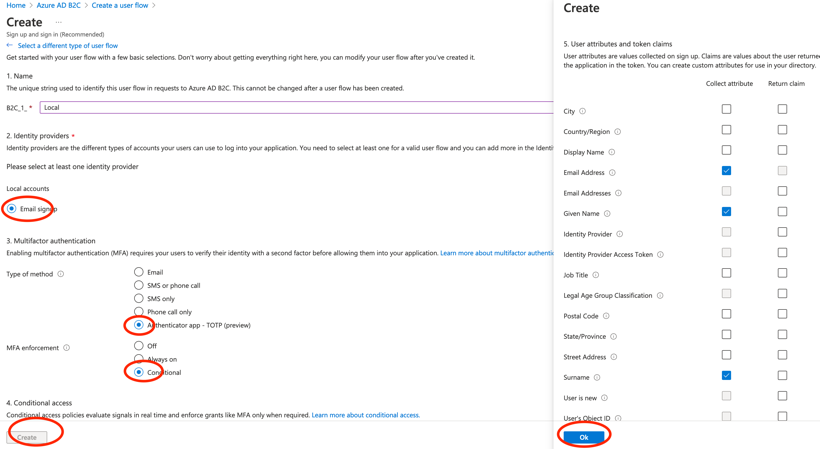 Home > Azure AD B2C > Create a user flow >
Create ...
Sign up and sign in (Recommended)
← Select a different type of user flow
Get started with your user flow with a few basic selections. Don't worry about getting everything right here, you can modify your user flow after you've created it.
1. Name
The unique string used to identify this user flow in requests to Azure AD B2C. This cannot be changed after a user flow has been created.
B2C_1_ * Local
2. Identity providers *
Identity providers are the different types of accounts your users can use to log into your application. You need to select at least one for a valid user flow and you can add more in the Identi
Please select at least one identity provider
Local accounts
Email signup
3. Multifactor authentication
Enabling multifactor authentication (MFA) requires your users to verify their identity with a second factor before allowing them into your application. Learn more about multifactor authentic
Type of method
Email
SMS or phone call
SMS only
Phone call only
Authenticator app - TOTP (preview)
MFA enforcement
Off
Always on
Conditional
4. Conditional access
Conditional access policies evaluate signals in real time and enforce grants like MFA only when required. Learn more about conditional access.
Create
Create
5. User attributes and token claims
User attributes are values collected on sign up. Claims are values about the user returned
the application in the token. You can create custom attributes for use in your directory.
Collect attribute Return claim
City
Country/Region
Display Name
Email Address
Email Addresses
Given Name
Identity Provider
Identity Provider Access Token
Job Title
Legal Age Group Classification
Postal Code
State/Province
Street Address
Surname
User is new
User's Object ID
Ok